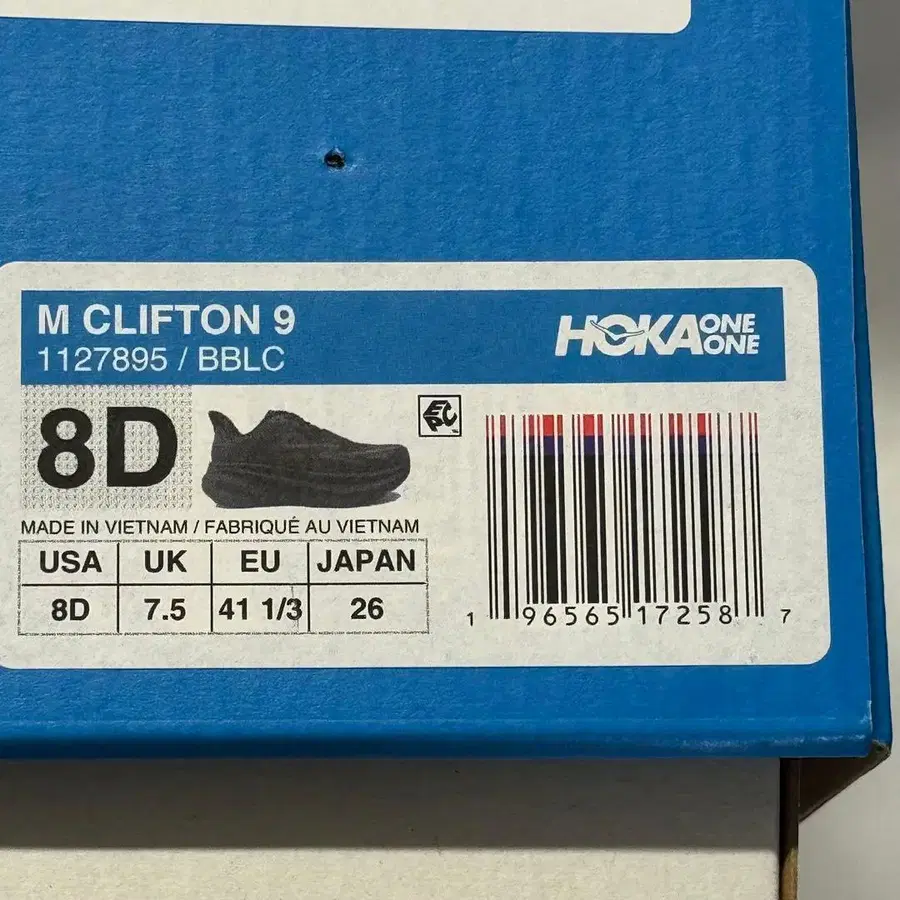 M CLIFTON 9
1127895 / BBLC
HOKA ONE ONE
8D
MADE IN VIETNAM / FABRIQUÉ AU VIETNAM
USA UK EU JAPAN
8D 7.5 41 1/3 26
1 96565 17258 7